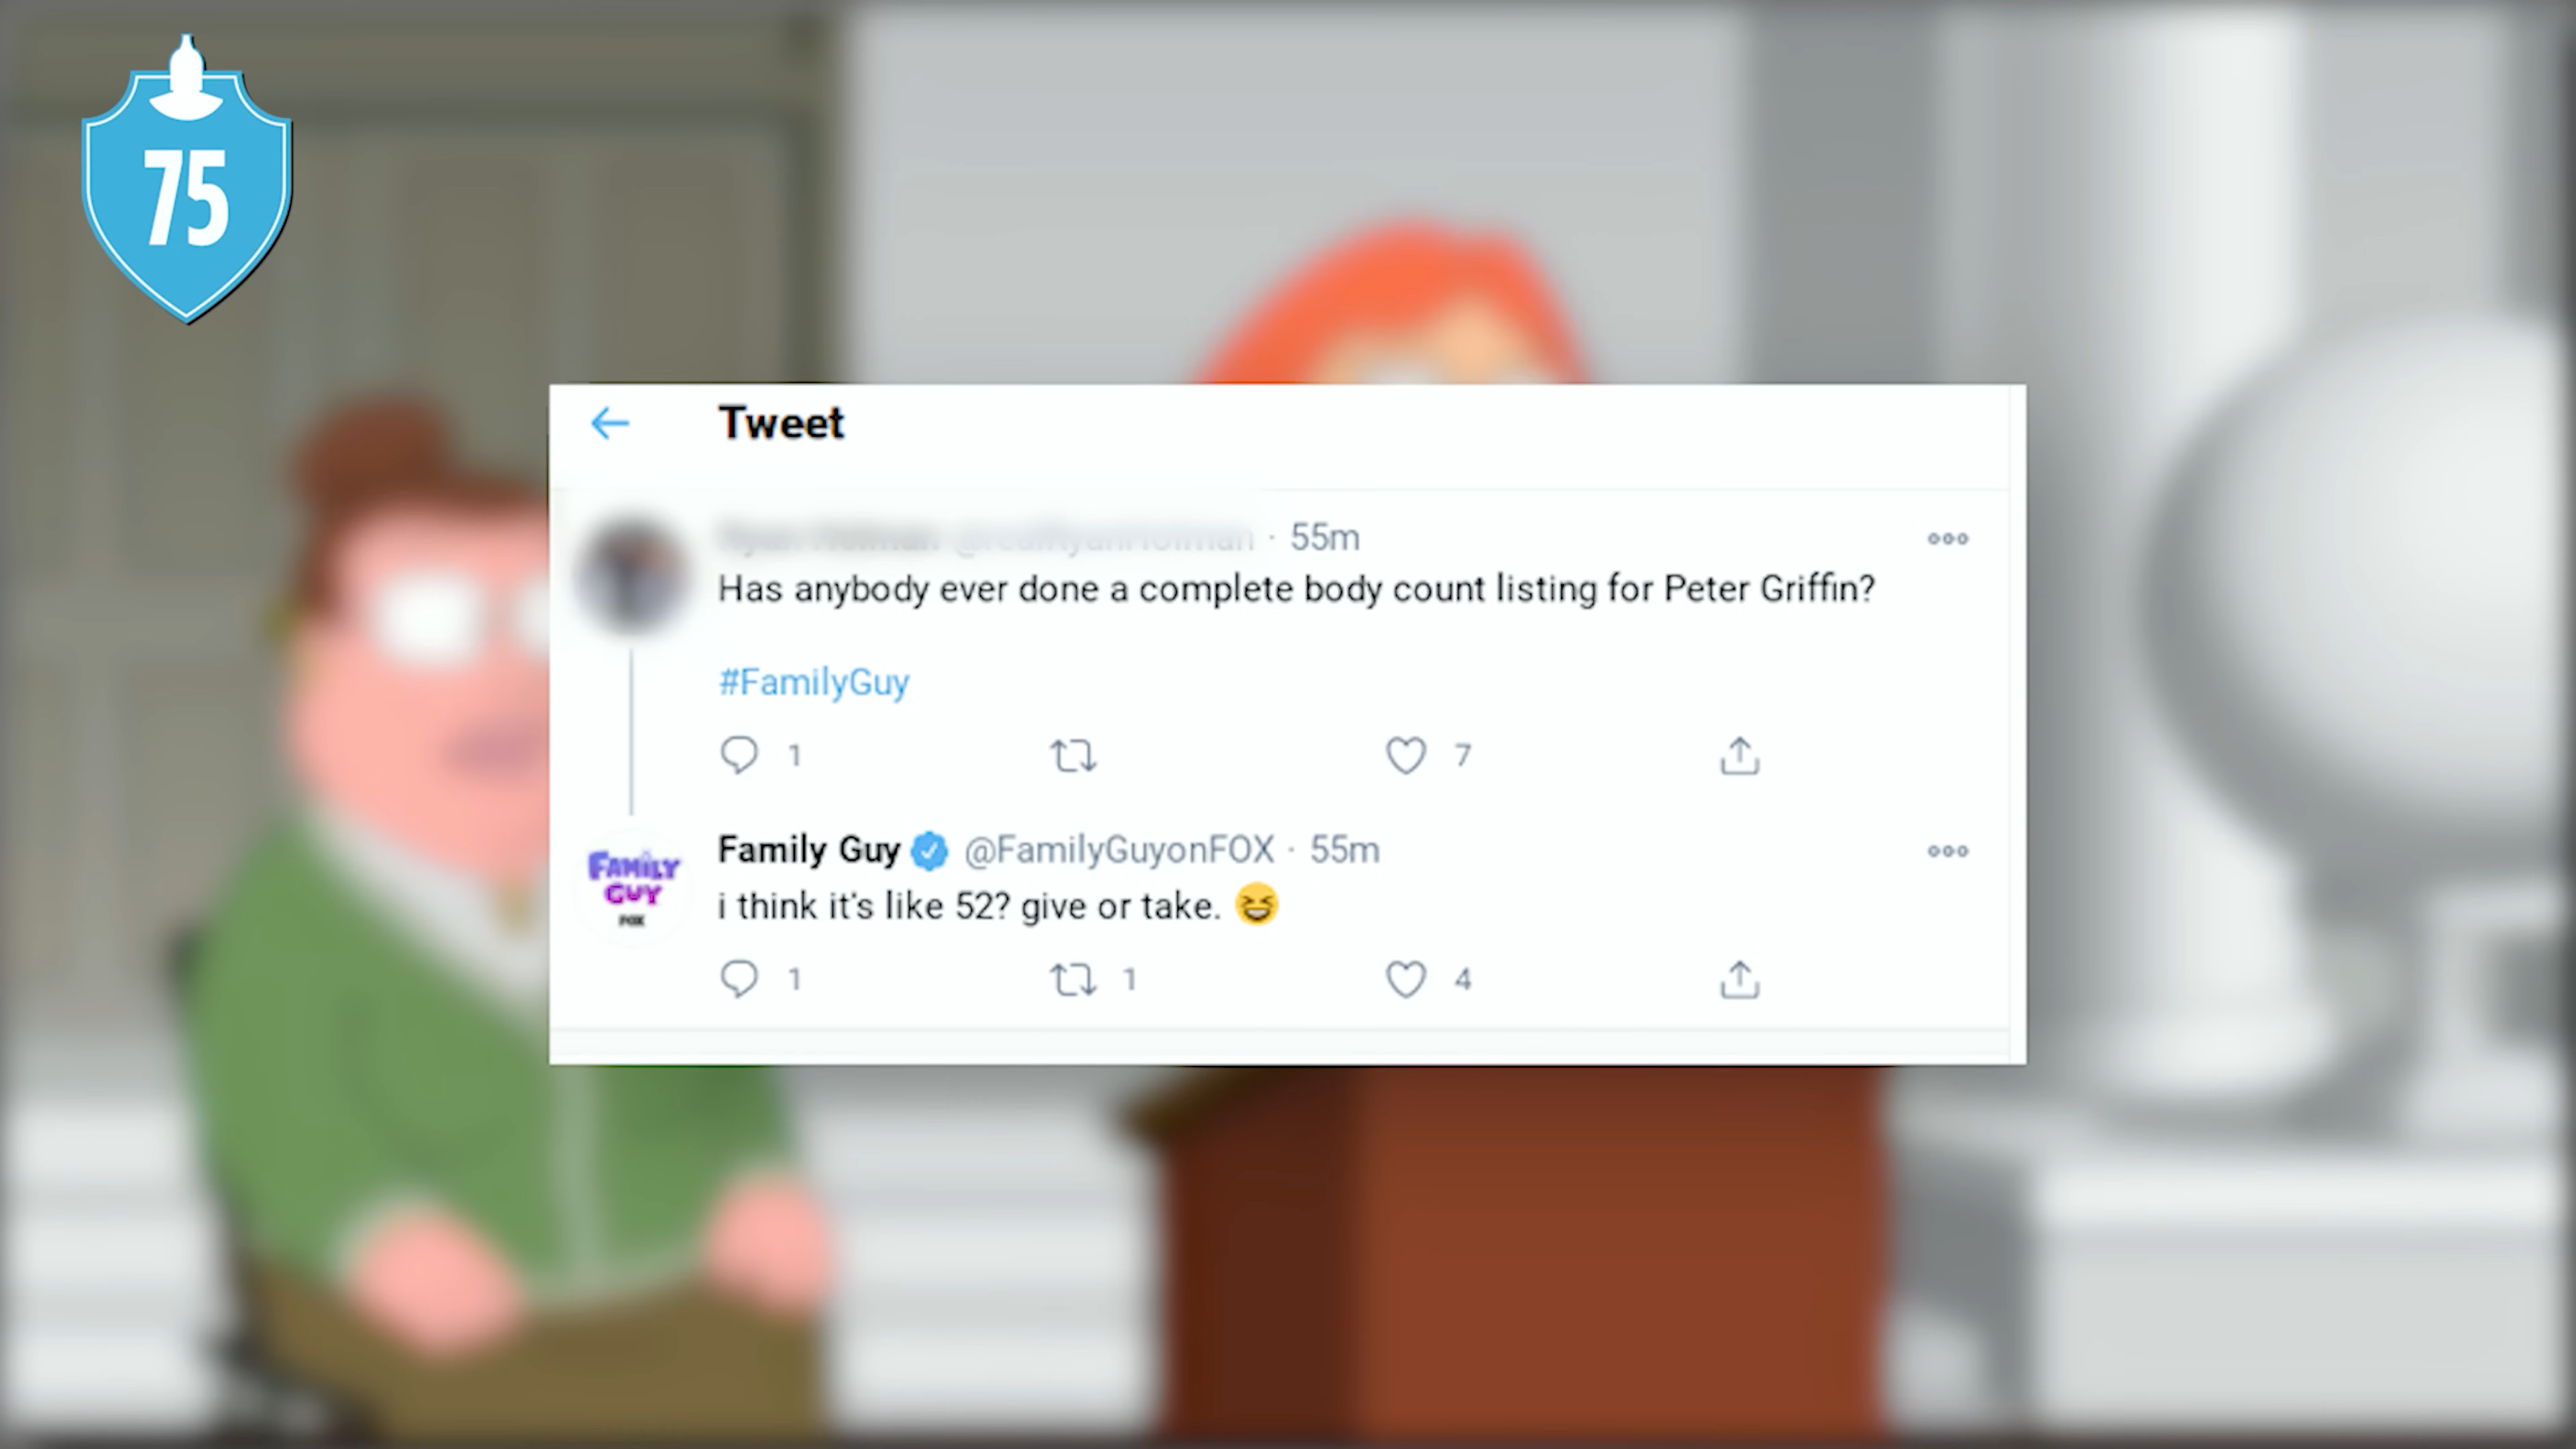 75
Tweet
· 55m
Has anybody ever done a complete body count listing for Peter Griffin?
#FamilyGuy
1 7
Family Guy @FamilyGuyonFOX · 55m
FAMILY
GUY
FOX
i think it's like 52? give or take. 😆
1 1 4